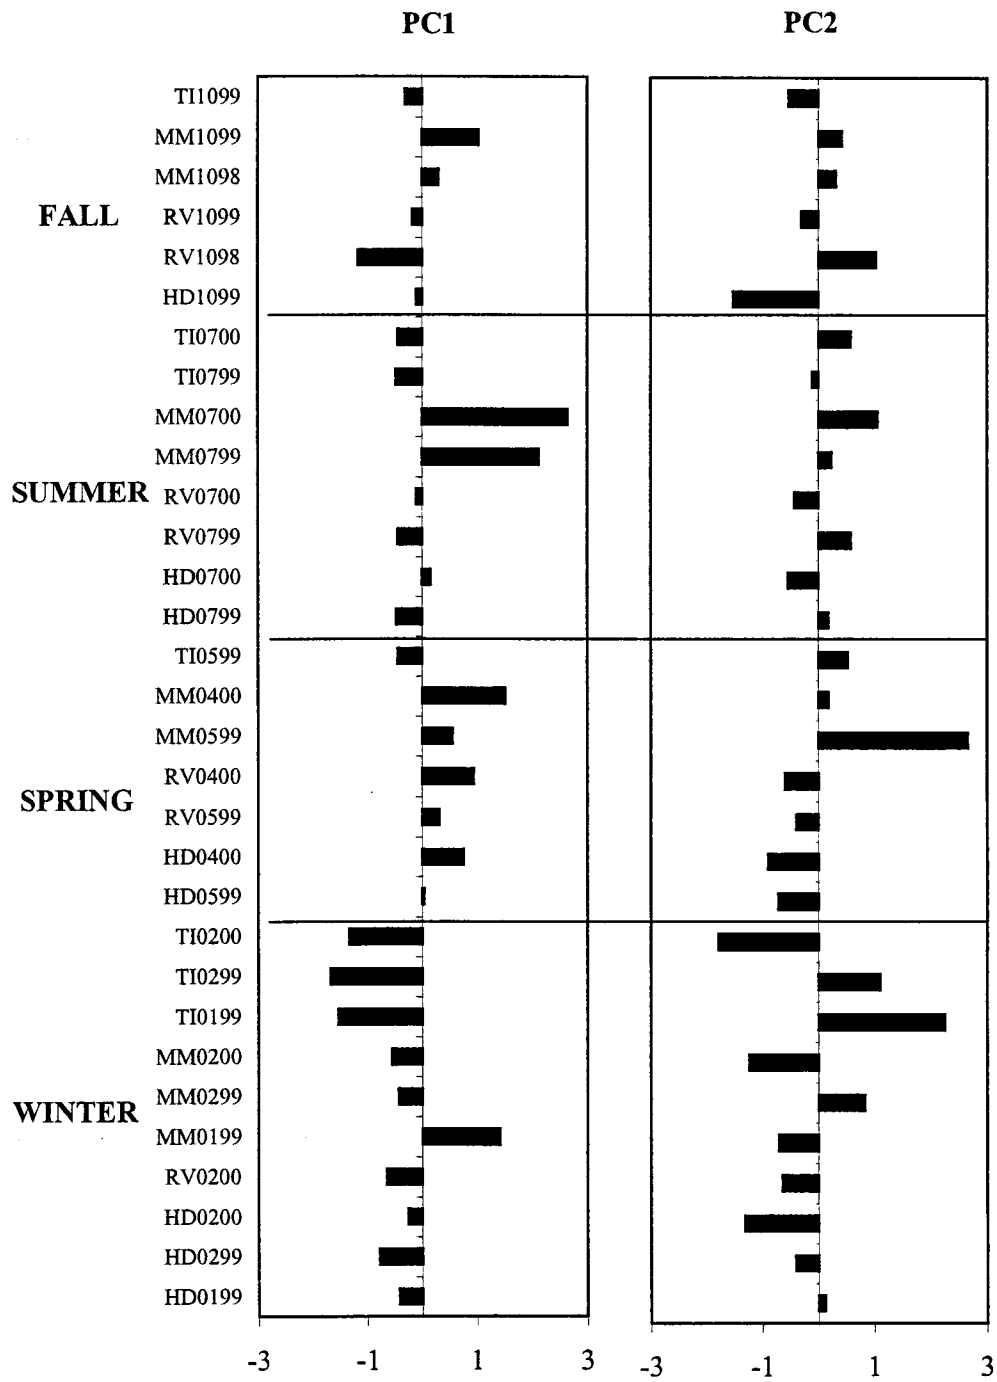 PC1 PC2
TI1099
MM1099
MM1098
FALL RV1099
RV1098
HD1099
TI0700
TI0799
MM0700
MM0799
SUMMER RV0700
RV0799
HD0700
HD0799
TI0599
MM0400
MM0599
RV0400
SPRING RV0599
HD0400
HD0599
TI0200
TI0299
TI0199
MM0200
MM0299
WINTER MM0199
RV0200
HD0200
HD0299
HD0199
-3 -1 1 3 -3 -1 1 3